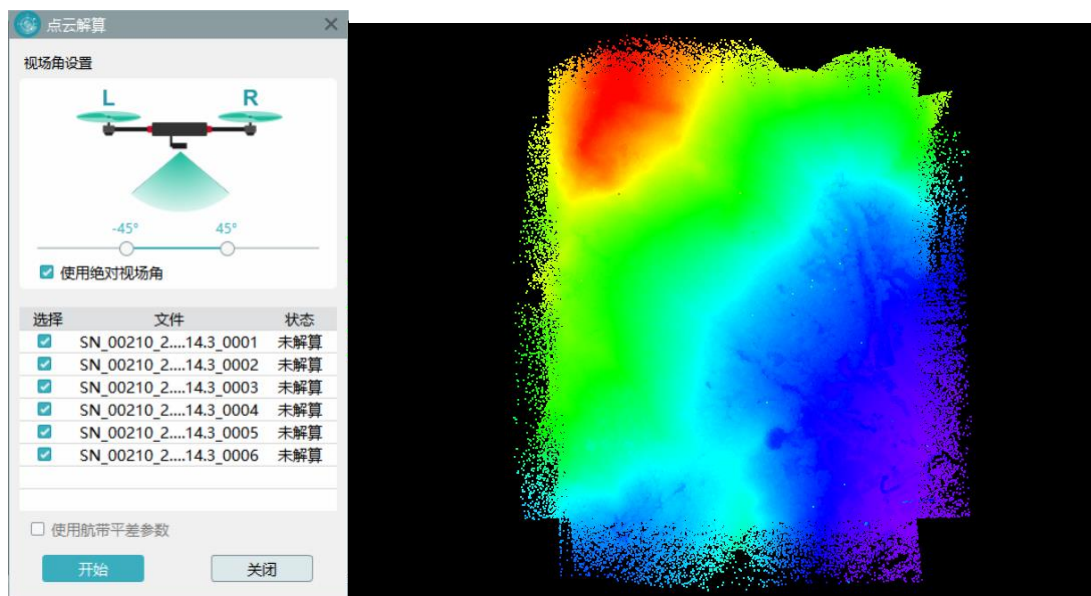 点云解算
视场角设置
L R
-45° 45°
使用绝对视场角
选择 文件 状态
SN_00210_2....14.3_0001 未解算
SN_00210_2....14.3_0002 未解算
SN_00210_2....14.3_0003 未解算
SN_00210_2....14.3_0004 未解算
SN_00210_2....14.3_0005 未解算
SN_00210_2....14.3_0006 未解算
使用航带平差参数
开始 关闭